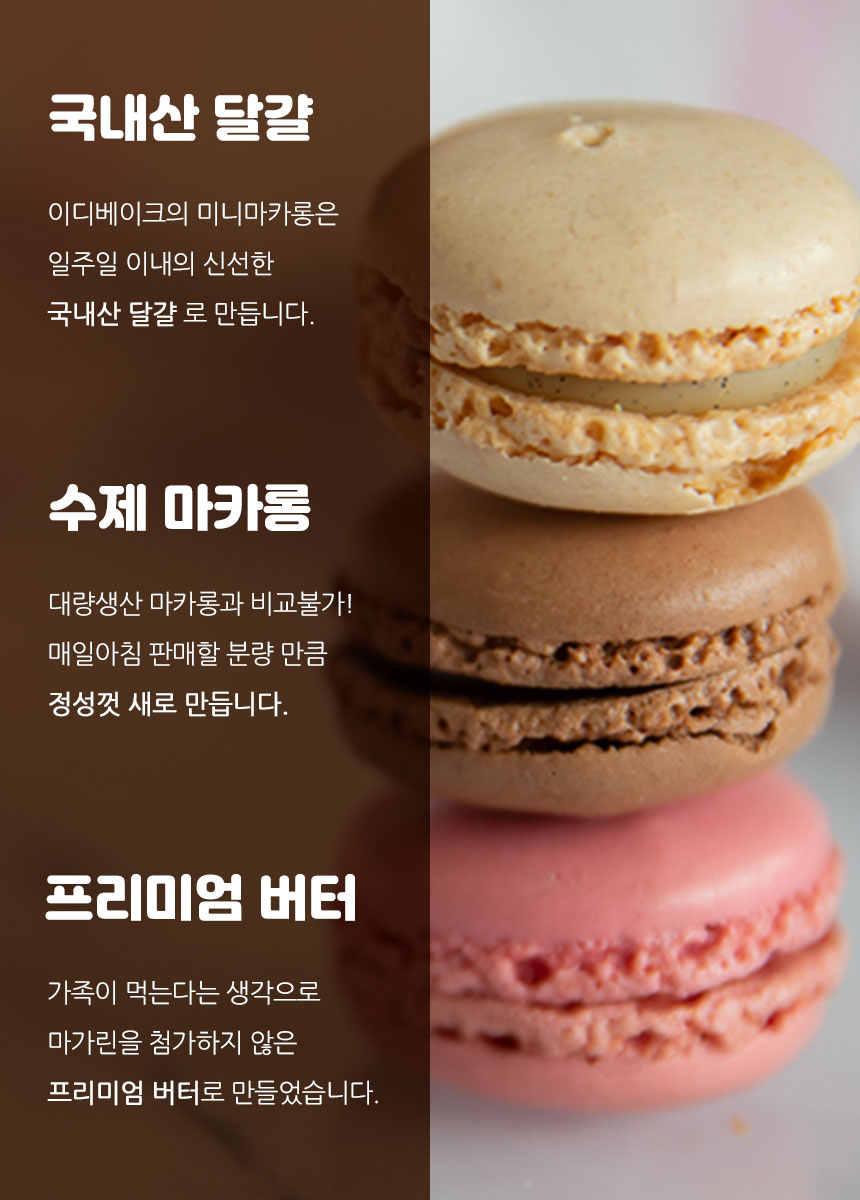 국내산 달걀
이디베이크의 미니마카롱은
일주일 이내의 신선한
국내산 달걀 로 만듭니다.
수제 마카롱
대량생산 마카롱과 비교불가!
매일아침 판매할 분량 만큼
정성껏 새로 만듭니다.
프리미엄 버터
가족이 먹는다는 생각으로
마가린을 첨가하지 않은
프리미엄 버터로 만들었습니다.